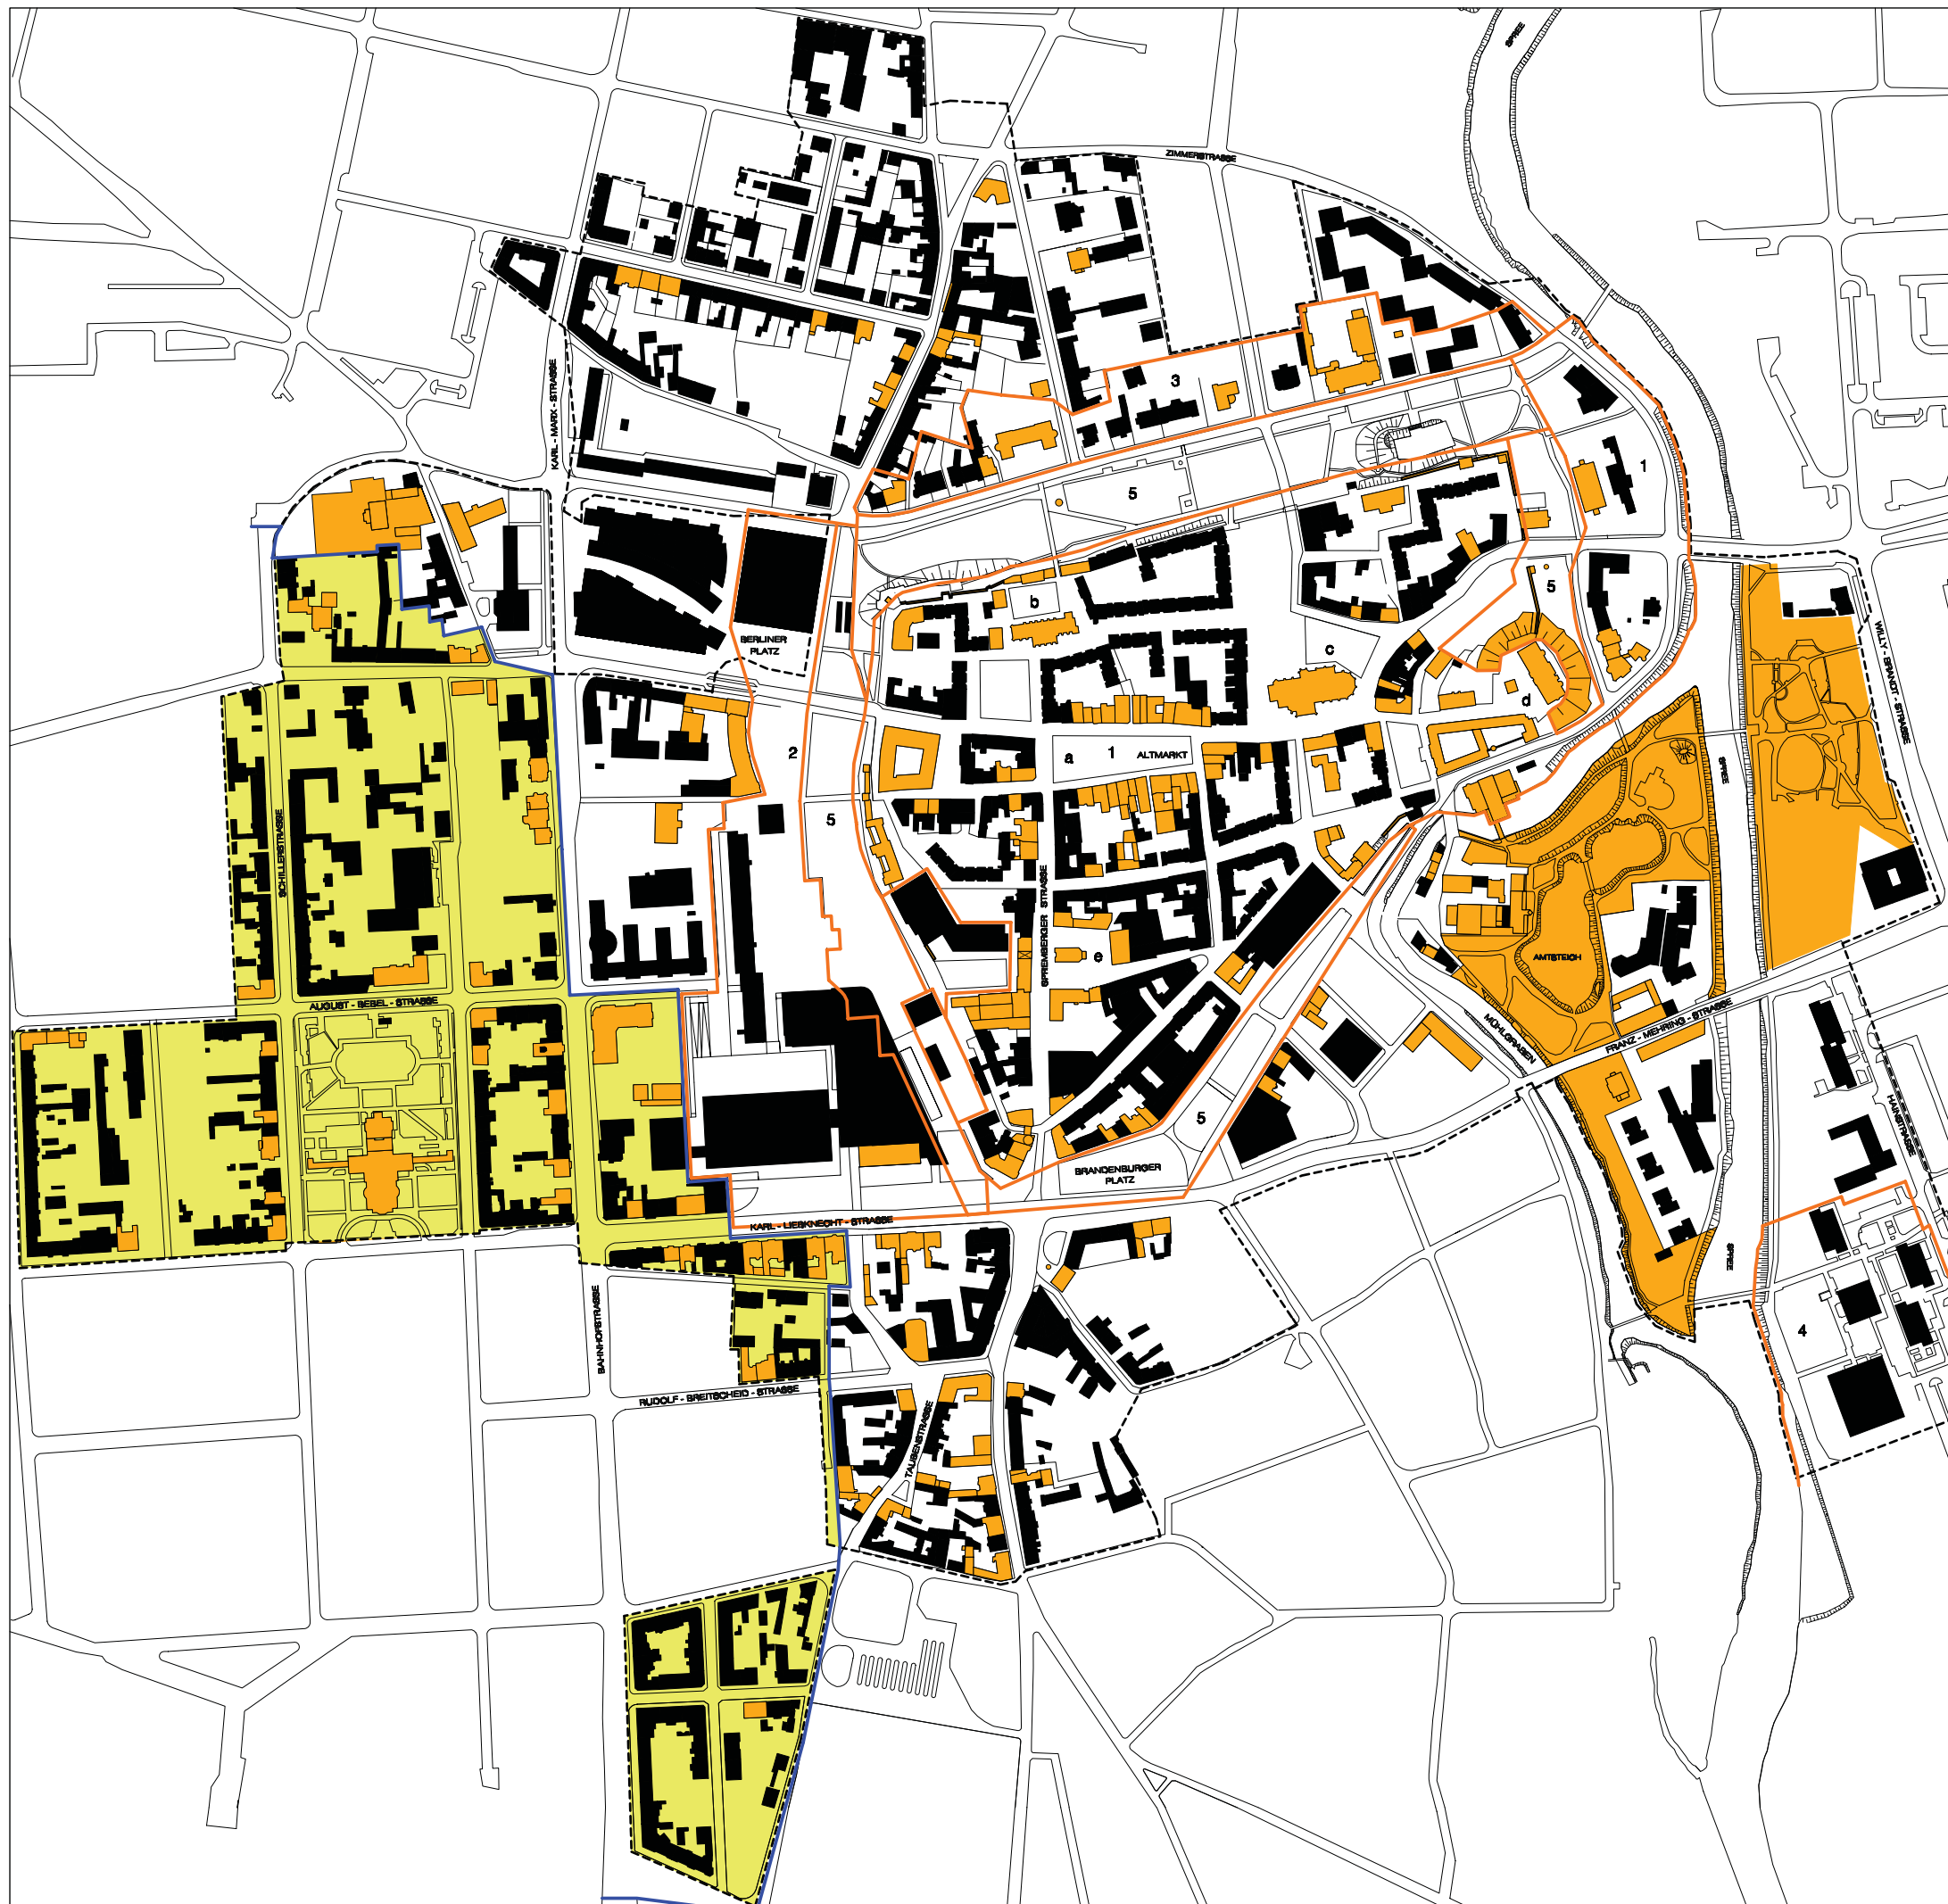 SPREE
ZIMMERSTRASSE
KARL - MARX - STRASSE
3
1
5
5
b
c
BERLINER
PLATZ
d
WILLY - BRANDT - STRASSE
2
a
1
ALTMARKT
SPREE
5
SCHILLERSTRASSE
SPREMBERGER STRASSE
e
AMTSTEICH
AUGUST - BEBEL - STRASSE
MÜHLGRABEN
FRANZ - MEHRING - STRASSE
HAINSTRASSE
5
BRANDENBURGER
PLATZ
KARL - LIEBKNECHT - STRASSE
SPREE
4
BAHNHOFSTRASSE
RUDOLF - BREITSCHEID - STRASSE
TAUBENSTRASSE